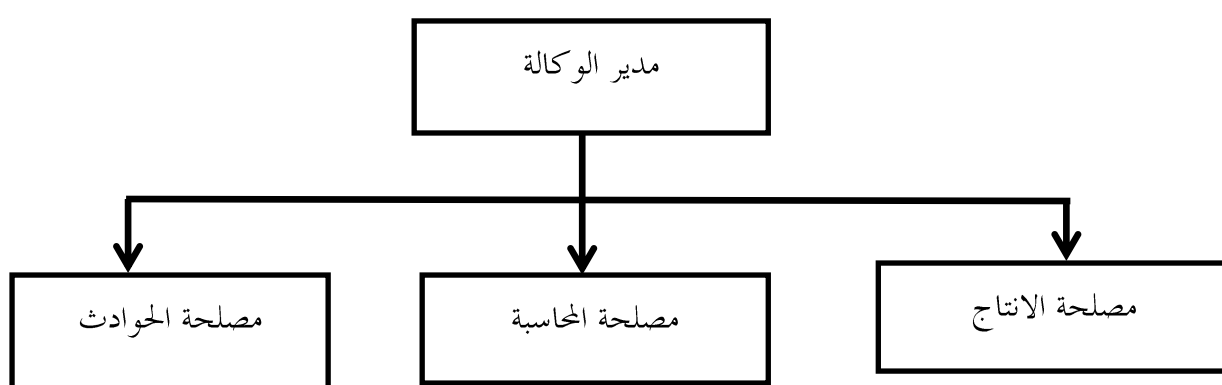 مدير الوكالة
مصلحة الانتاج
مصلحة المحاسبة
مصلحة الحوادث